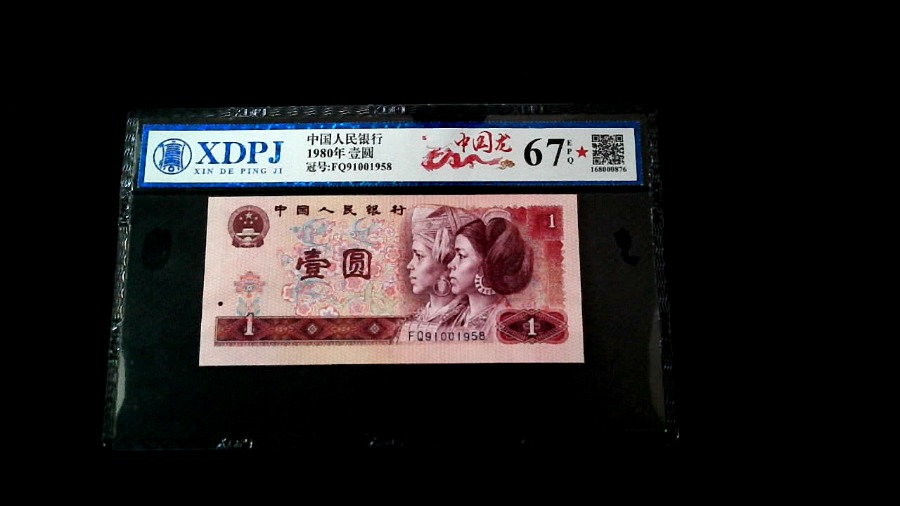 XDPJ
XIN DE PING JI
中国人民银行
1980年 壹圆
冠号:FQ91001958
中国龙
67
EPQ
168000876
中国人民银行
1
壹圆
1
FQ91001958
1